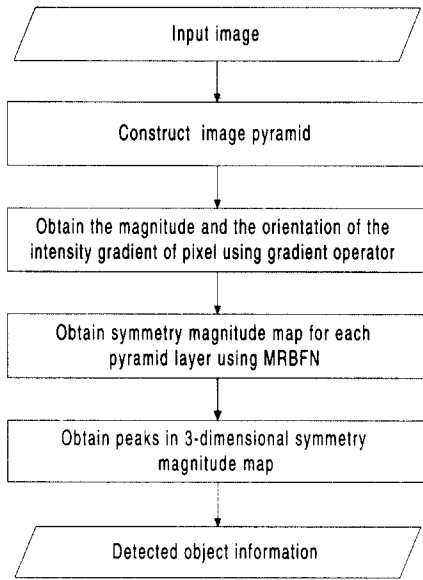 Input image
Construct image pyramid
Obtain the magnitude and the orientation of the
intensity gradient of pixel using gradient operator
Obtain symmetry magnitude map for each
pyramid layer using MRBFN
Obtain peaks in 3-dimensional symmetry
magnitude map
Detected object information